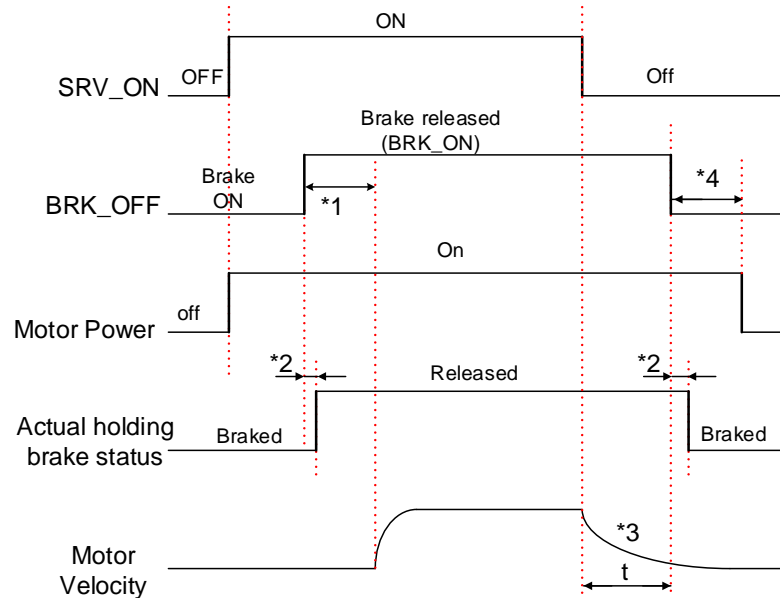 ON
SRV_ON
OFF
Off
Brake released
(BRK_ON)
Brake
ON
BRK_OFF
*1
*4
On
off
Motor Power
*2
*2
Released
Actual holding
brake status
Braked
Braked
*3
Motor
Velocity
t